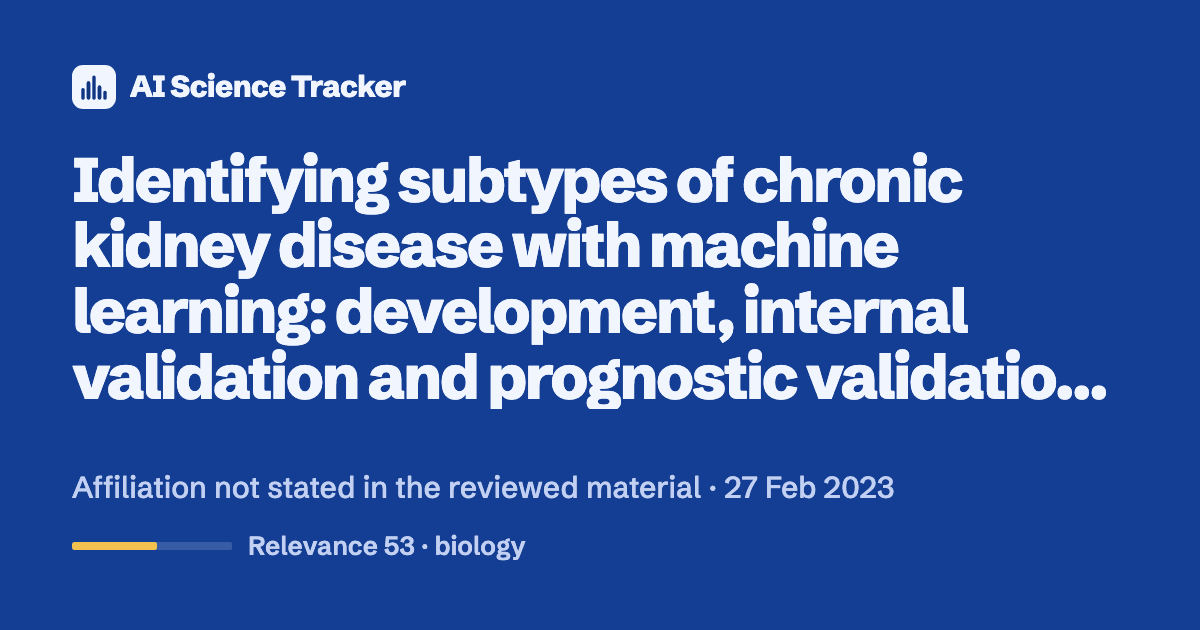 AI Science Tracker
Identifying subtypes of chronic
kidney disease with machine
learning: development, internal
validation and prognostic validatio...
Affiliation not stated in the reviewed material · 27 Feb 2023
Relevance 53 · biology